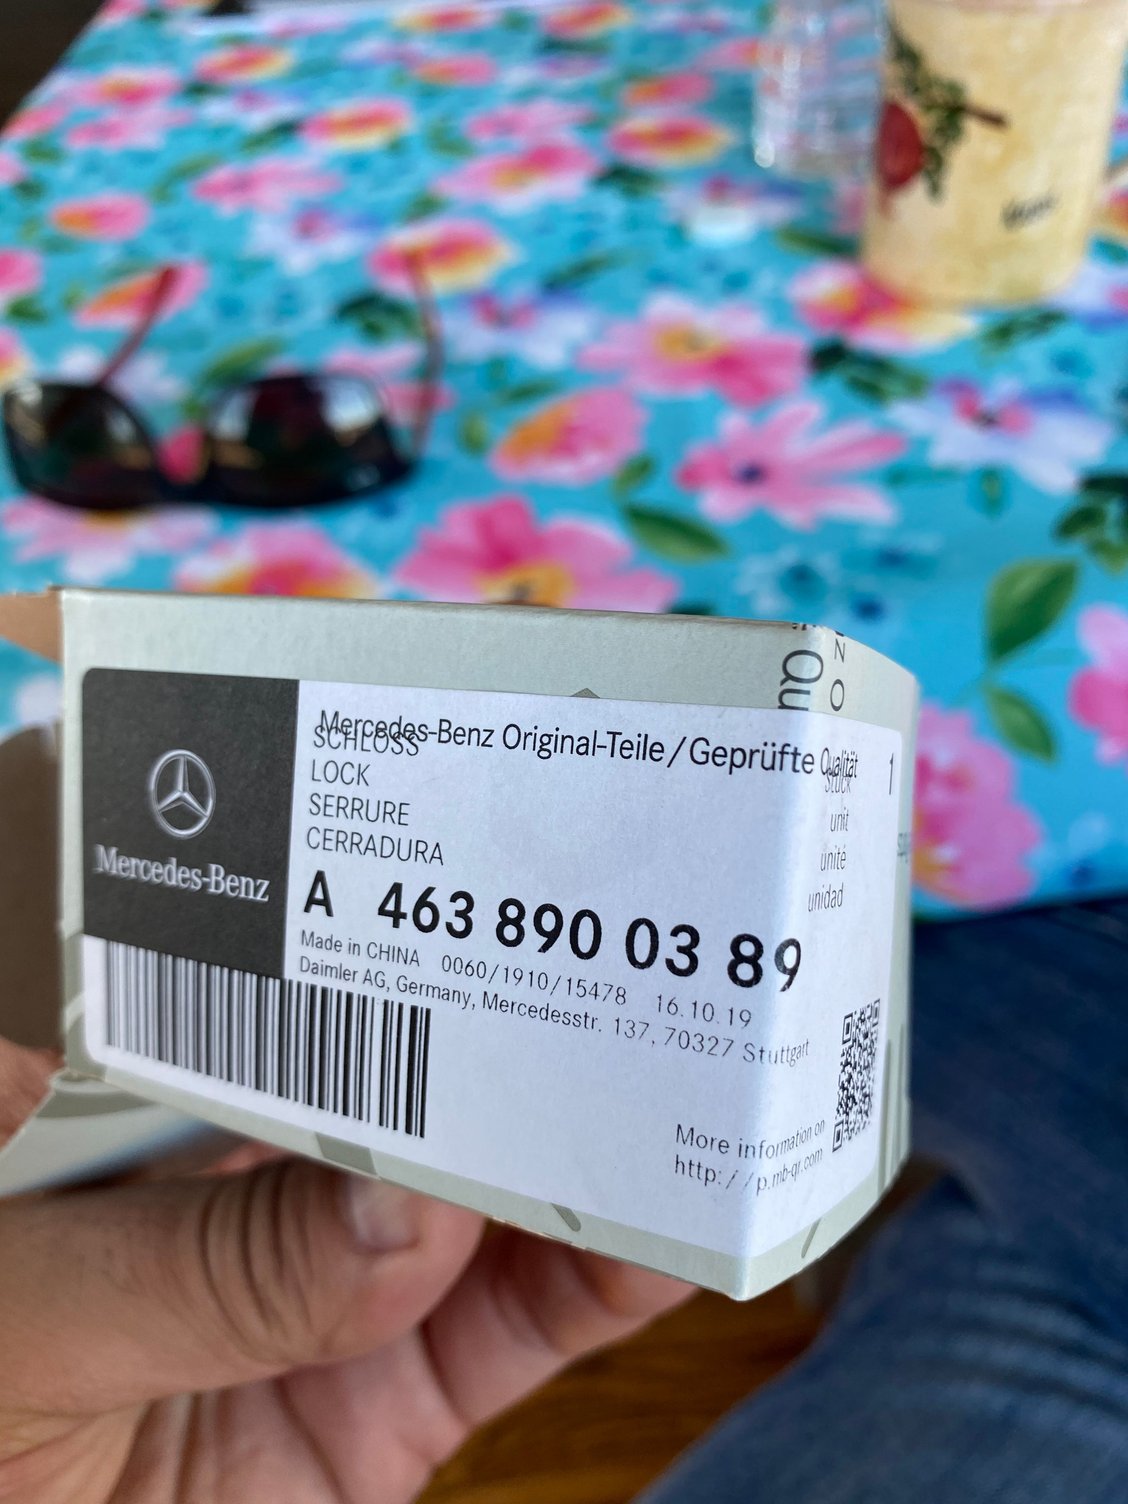 Qu
Mercedes-Benz
Mercedes-Benz Original-Teile/Geprüfte Qualität
SCHLOSS
LOCK
SERRURE
CERRADURA
1
Stück
unit
unité
unidad
A 463 890 03 89
Made in CHINA 0060/1910/15478 16.10.19
Daimler AG, Germany, Mercedesstr. 137, 70327 Stuttgart
More information on
http://p.mb-qr.com